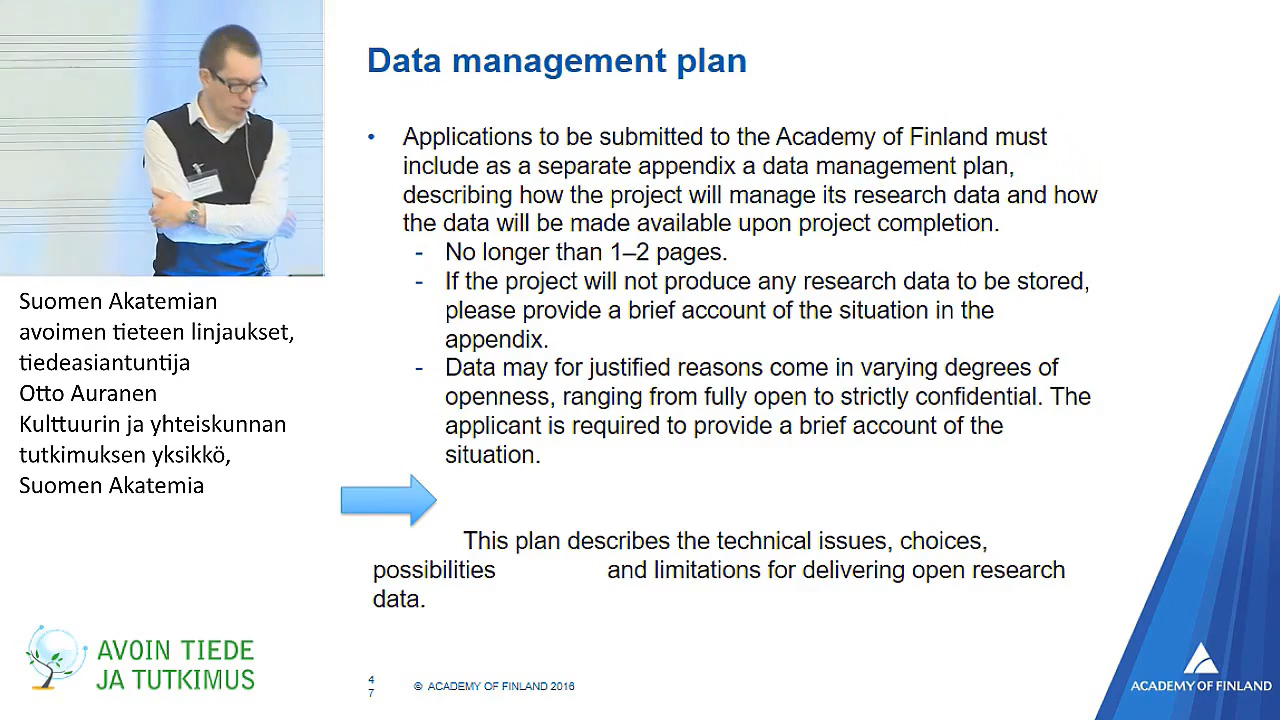 Data management plan
• Applications to be submitted to the Academy of Finland must
include as a separate appendix a data management plan,
describing how the project will manage its research data and how
the data will be made available upon project completion.
- No longer than 1–2 pages.
- If the project will not produce any research data to be stored,
please provide a brief account of the situation in the
appendix.
- Data may for justified reasons come in varying degrees of
openness, ranging from fully open to strictly confidential. The
applicant is required to provide a brief account of the
situation.
This plan describes the technical issues, choices,
possibilities and limitations for delivering open research
data.
Suomen Akatemian
avoimen tieteen linjaukset,
tiedeasiantuntija
Otto Auranen
Kulttuurin ja yhteiskunnan
tutkimuksen yksikkö,
Suomen Akatemia
AVOIN TIEDE
JA TUTKIMUS
4
7
© ACADEMY OF FINLAND 2016
ACADEMY OF FINLAND